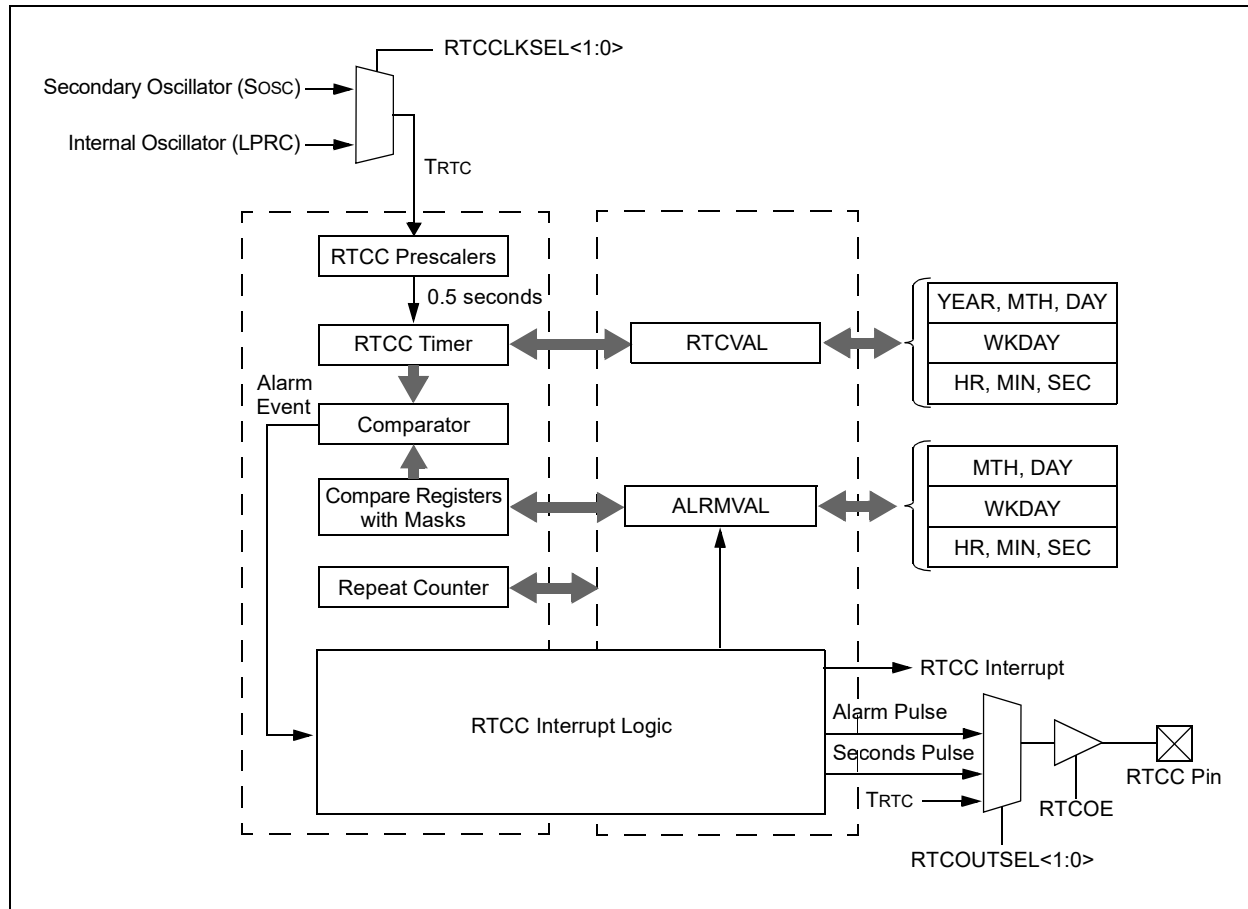 RTCCLKSEL<1:0>
Secondary Oscillator (SOSC)
Internal Oscillator (LPRC)
TRTC
RTCC Prescalers
0.5 seconds
RTCC Timer
RTCVAL
YEAR, MTH, DAY
WKDAY
HR, MIN, SEC
Alarm
Event
Comparator
Compare Registers
with Masks
ALRMVAL
MTH, DAY
WKDAY
HR, MIN, SEC
Repeat Counter
RTCC Interrupt Logic
RTCC Interrupt
Alarm Pulse
Seconds Pulse
TRTC
RTCOE
RTCC Pin
RTCOUTSEL<1:0>